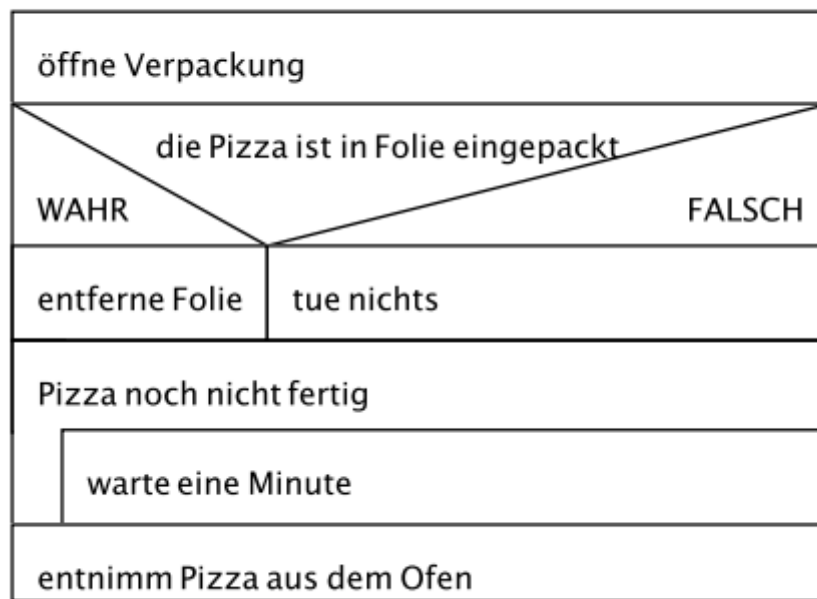 öffne Verpackung
die Pizza ist in Folie eingepackt
WAHR
FALSCH
entferne Folie
tue nichts
Pizza noch nicht fertig
warte eine Minute
entnimm Pizza aus dem Ofen